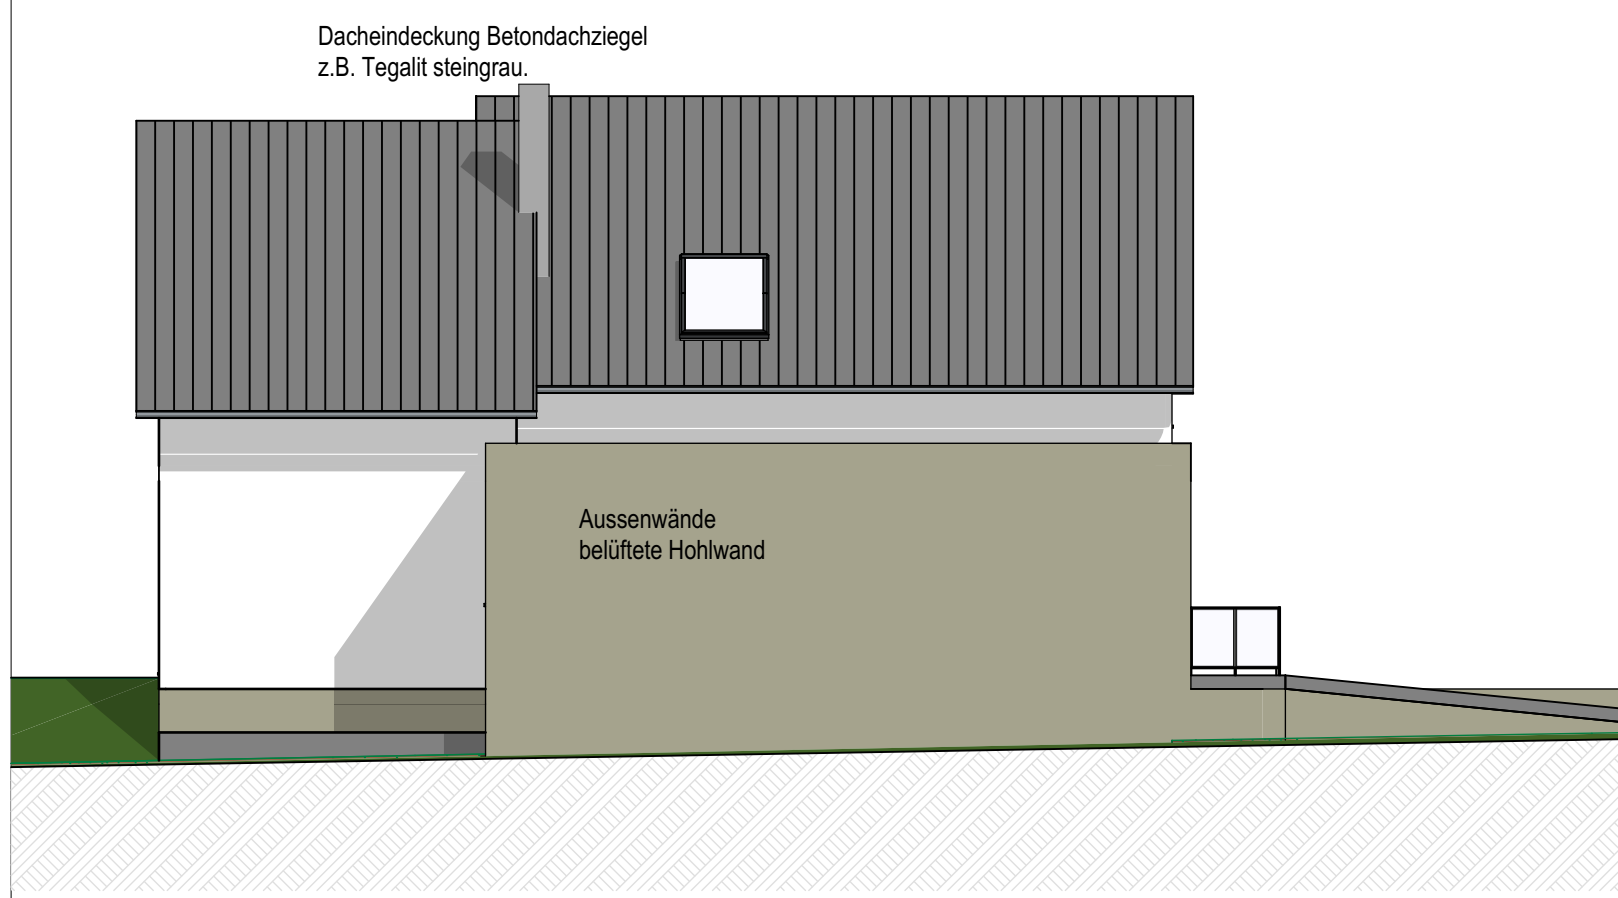 Dacheindeckung Betondachziegel
z.B. Tegalit steingrau.
Aussenwände
belüftete Hohlwand